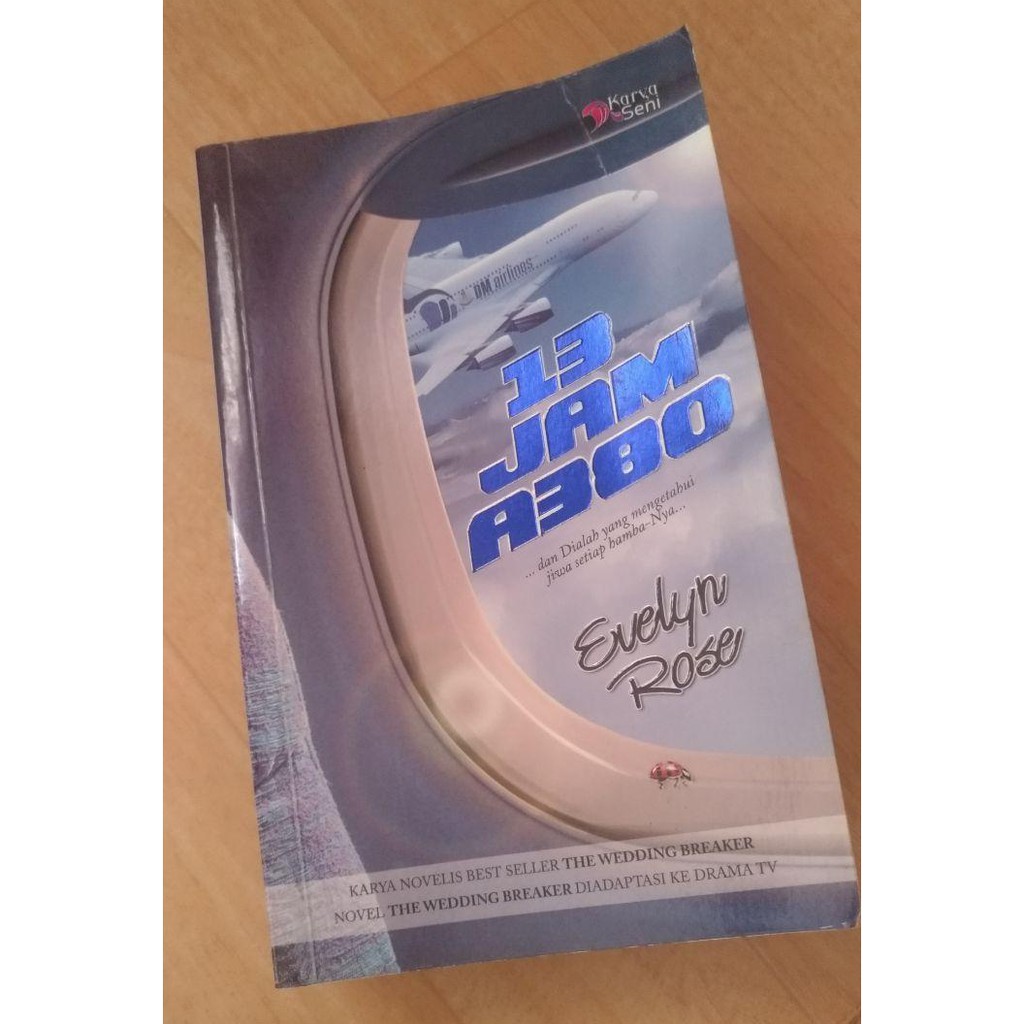 Karya
Seni
DM airlines
13
JAM
A380
... dan Dialah yang mengetahui
jiwa setiap hamba-Nya...
Evelyn
Rose
KARYA NOVELIS BEST SELLER THE WEDDING BREAKER
NOVEL THE WEDDING BREAKER DIADAPTASI KE DRAMA TV